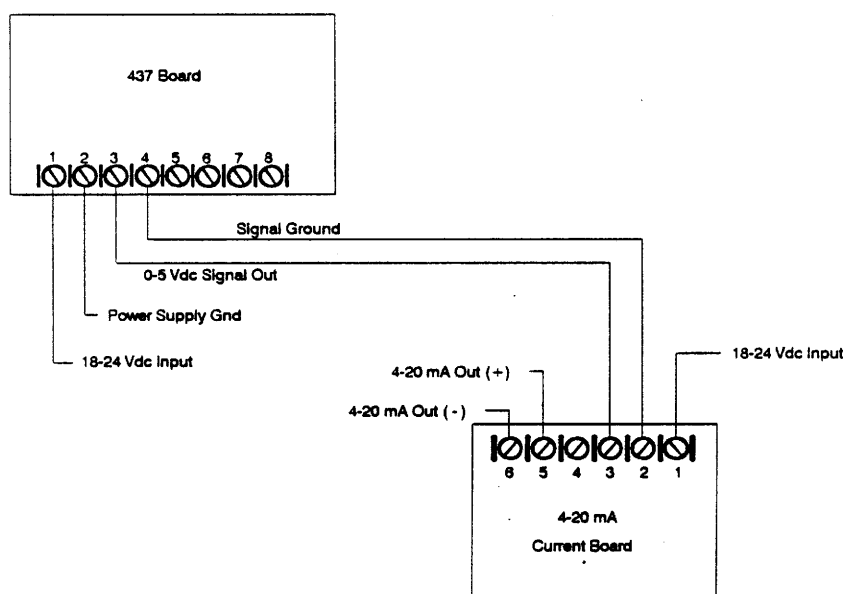 437 Board
1 2 3 4 5 6 7 8
Signal Ground
0-5 Vdc Signal Out
Power Supply Gnd
18-24 Vdc Input
18-24 Vdc Input
4-20 mA Out (+)
4-20 mA Out (-)
6 5 4 3 2 1
4-20 mA
Current Board